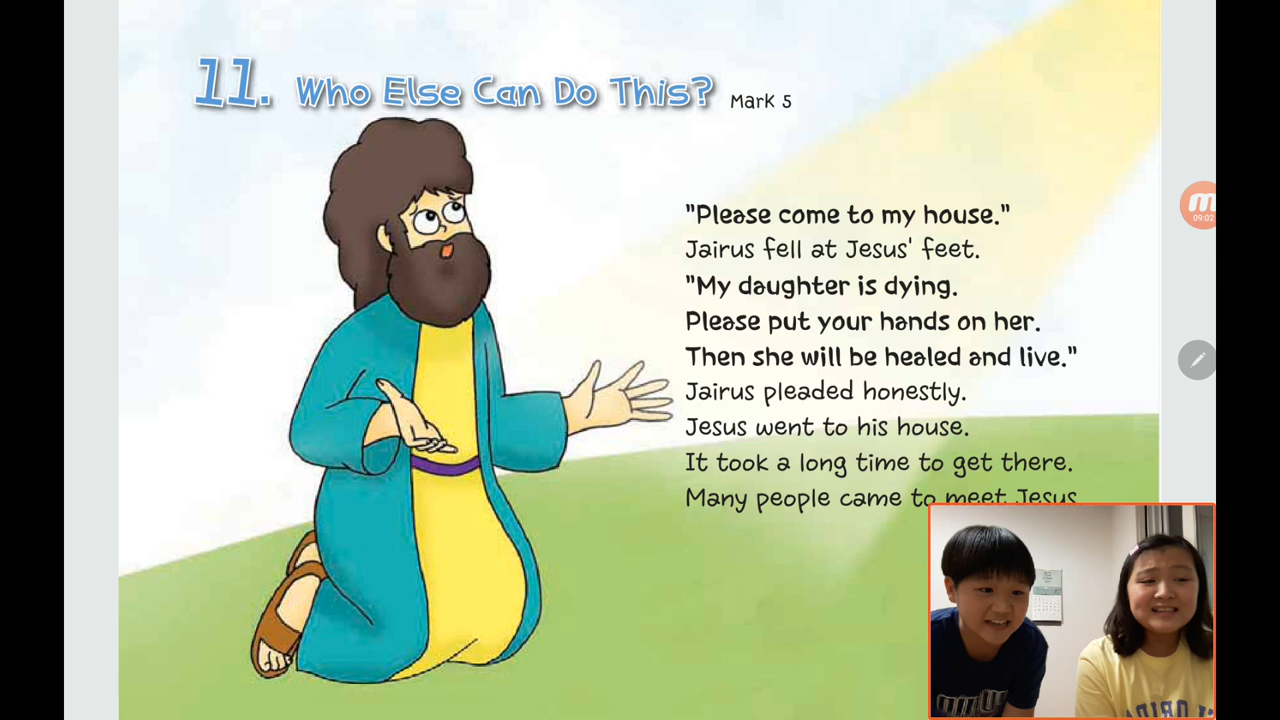 11. Who Else Can Do This? Mark 5
"Please come to my house."
Jairus fell at Jesus' feet.
"My daughter is dying.
Please put your hands on her.
Then she will be healed and live."
Jairus pleaded honestly.
Jesus went to his house.
It took a long time to get there.
Many people came to meet Jesus
09:02